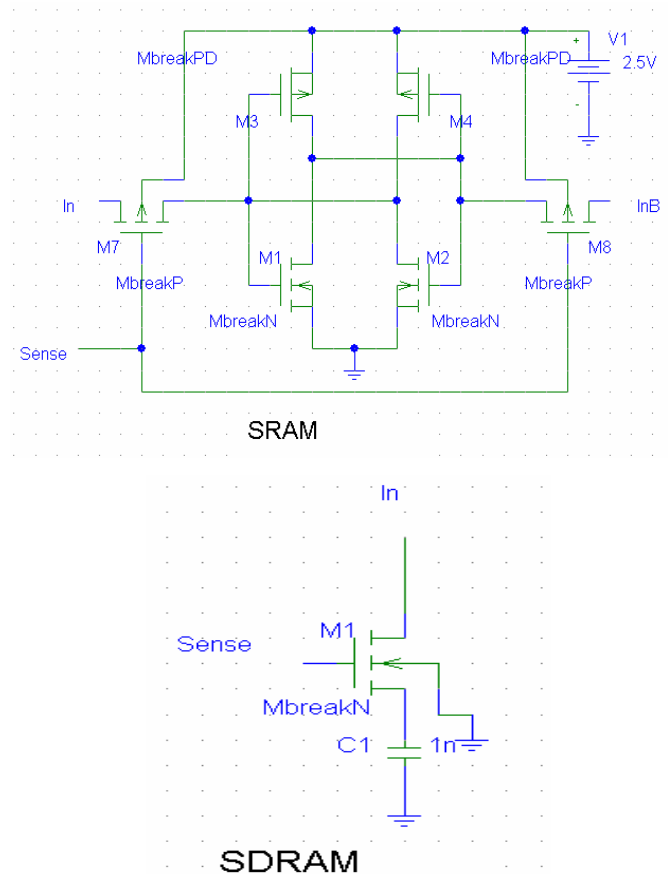 V1
MbreakPD
MbreakPD
+
2.5V
M3
M4
-
In
InB
M7
M1
M2
M8
MbreakP
MbreakP
MbreakN
MbreakN
Sense
SRAM
In
M1
Sense
MbreakN
C1
1n
SDRAM